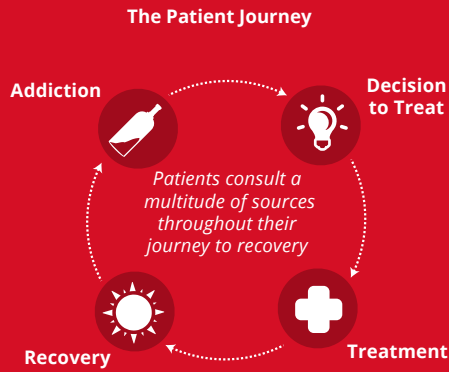 The Patient Journey
Addiction
Decision
to Treat
Patients consult a
multitude of sources
throughout their
journey to recovery
Recovery
Treatment